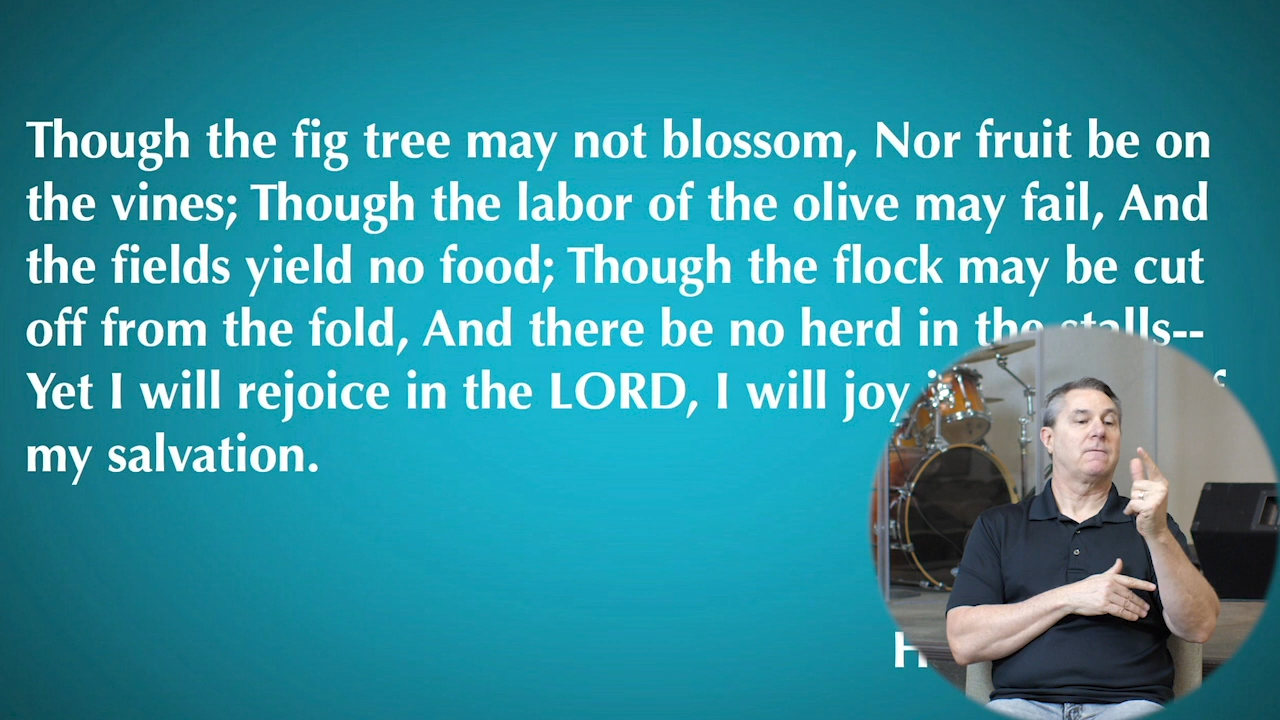 Though the fig tree may not blossom, Nor fruit be on
the vines; Though the labor of the olive may fail, And
the fields yield no food; Though the flock may be cut
off from the fold, And there be no herd in the stalls--
Yet I will rejoice in the LORD, I will joy
my salvation.